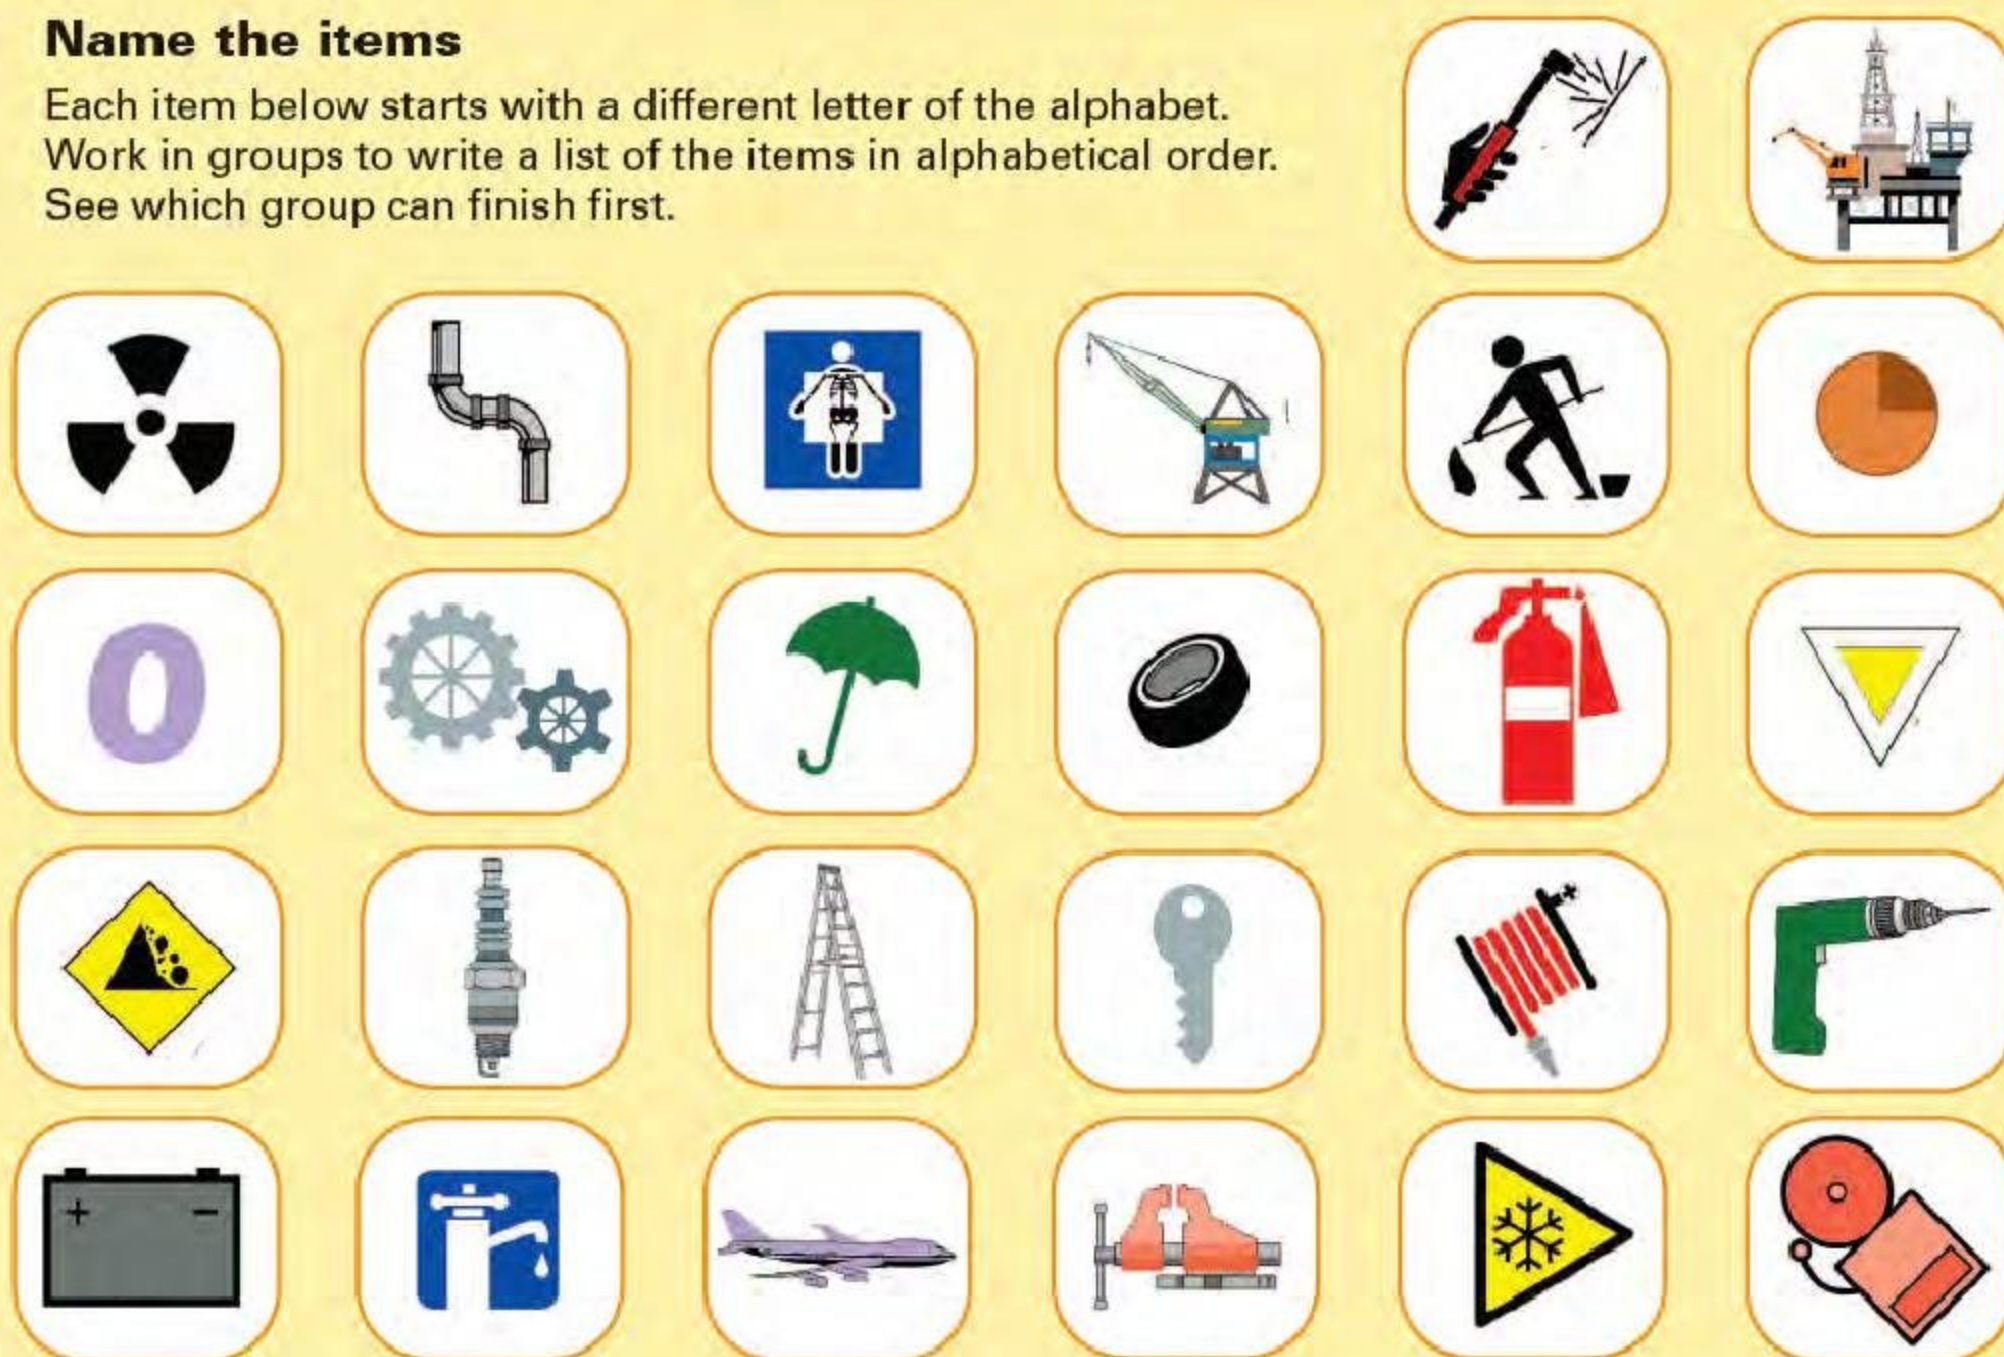 Name the items
Each item below starts with a different letter of the alphabet.
Work in groups to write a list of the items in alphabetical order.
See which group can finish first.
0
+ −